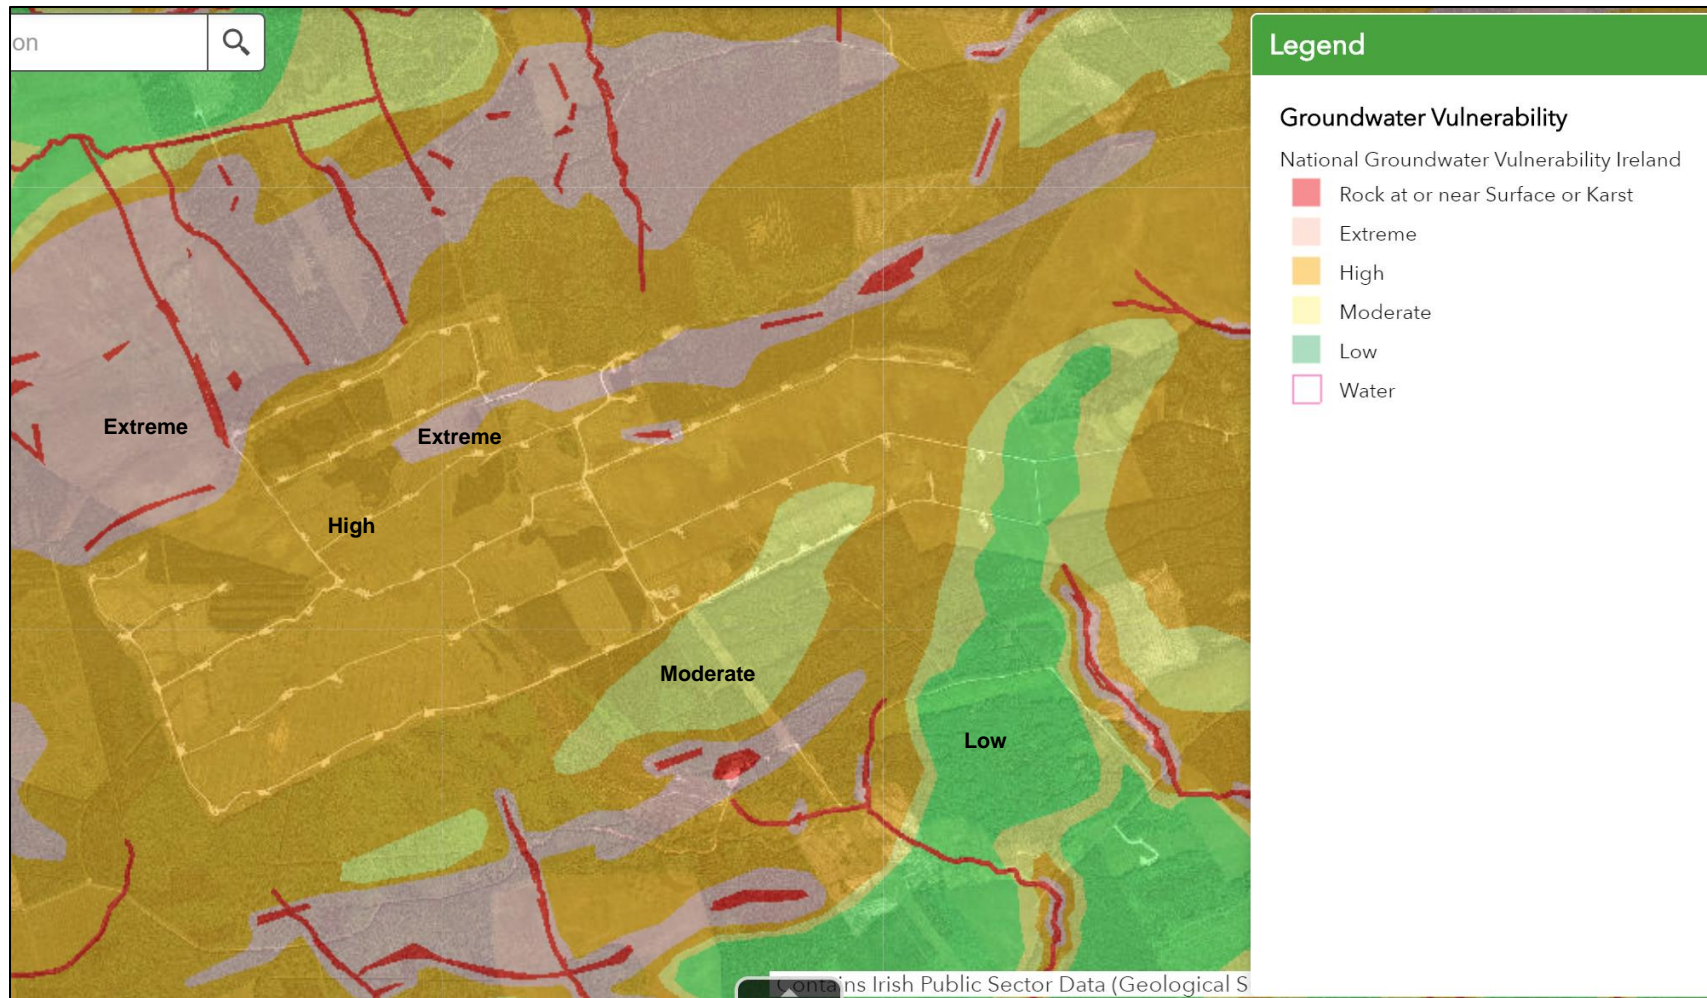 on
Legend
Groundwater Vulnerability
National Groundwater Vulnerability Ireland
Rock at or near Surface or Karst
Extreme
High
Moderate
Low
Water
Extreme
Extreme
High
Moderate
Low
Contains Irish Public Sector Data (Geological S